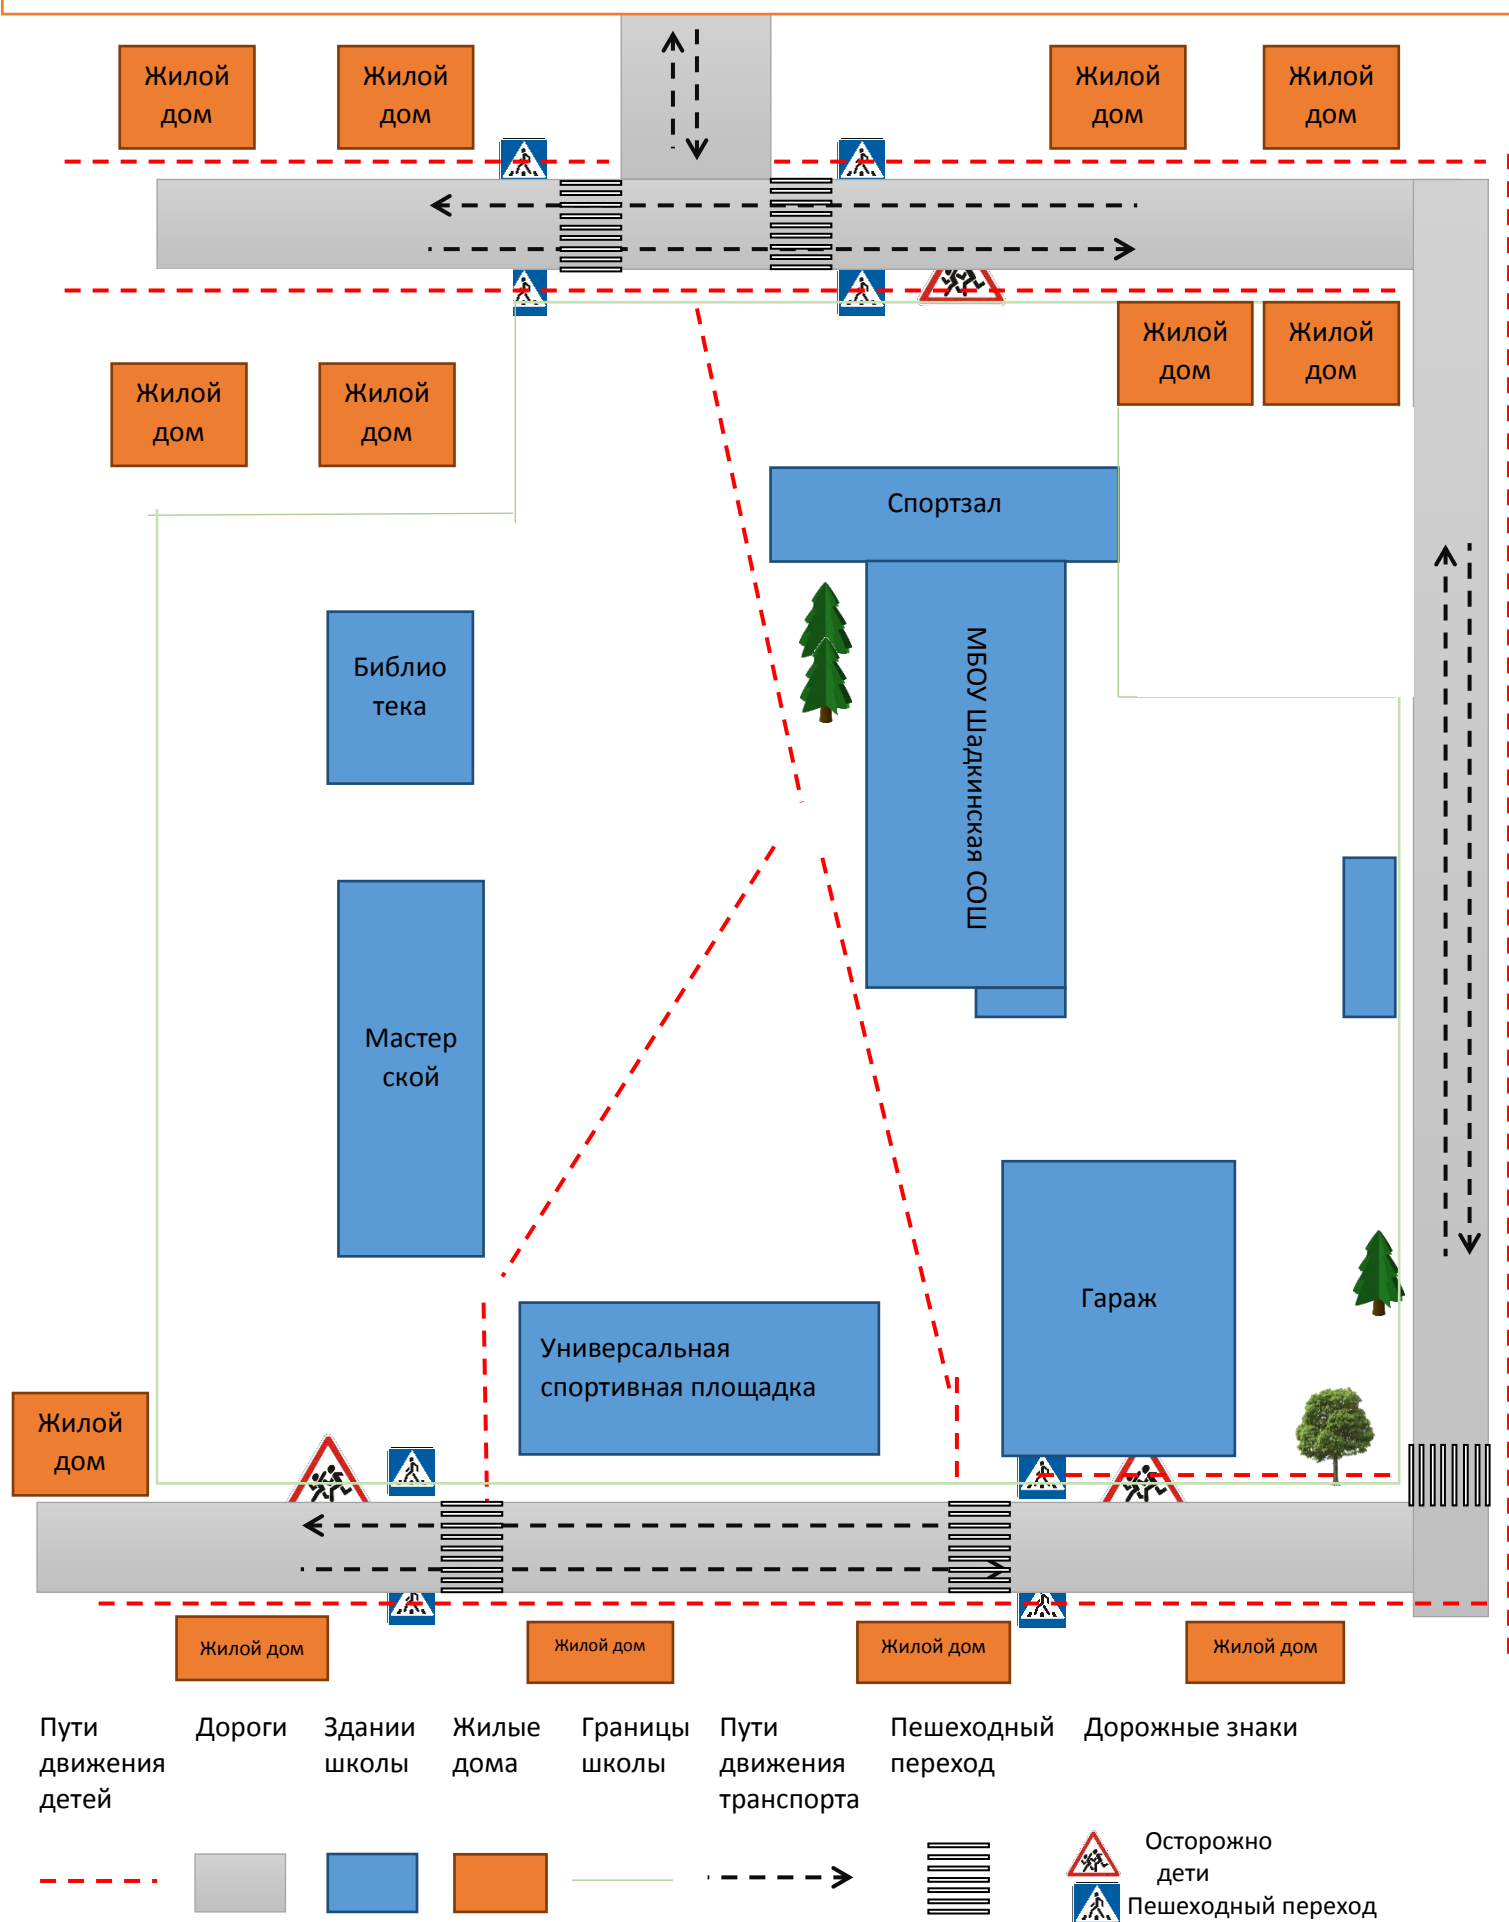 Жилой
дом
Жилой
дом
Жилой
дом
Жилой
дом
Жилой
дом
Жилой
дом
Жилой
дом
Жилой
дом
Спортзал
МБОУ Шадкинская СОШ
Библио
тека
Мастер
ской
Гараж
Универсальная
спортивная площадка
Жилой
дом
Жилой дом
Жилой дом
Жилой дом
Жилой дом
Пути
движения
детей
Дороги
Здании
школы
Жилые
дома
Границы
школы
Пути
движения
транспорта
Пешеходный
переход
Дорожные знаки
Осторожно
дети
Пешеходный переход